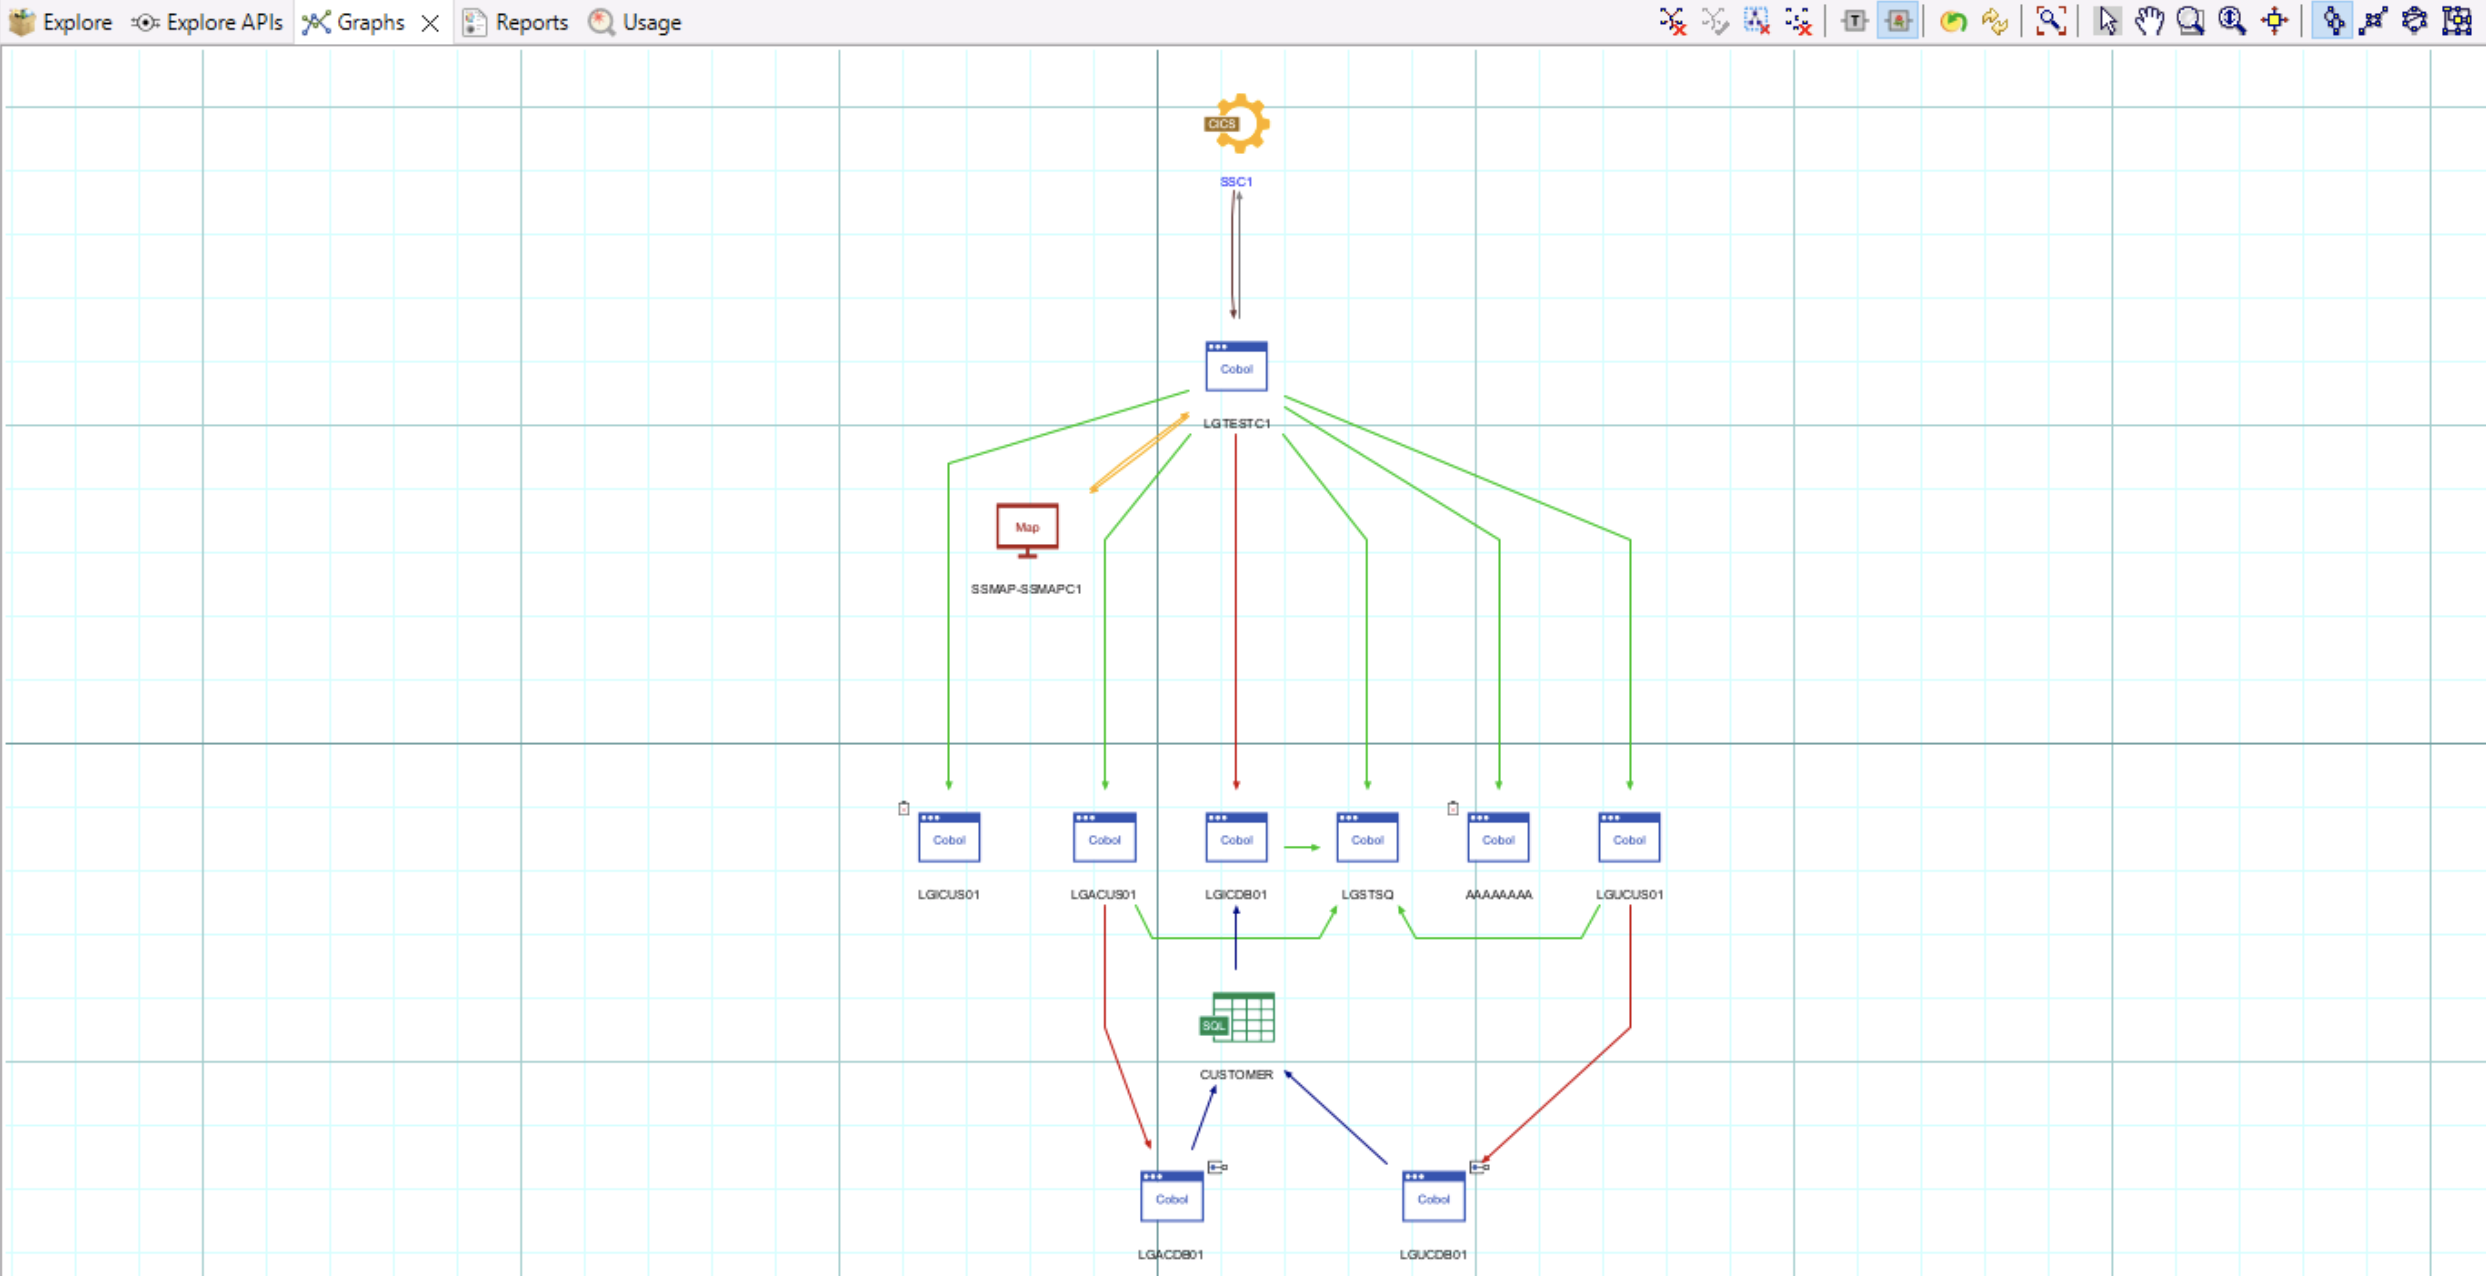 Explore Explore APIs Graphs Reports Usage
T
CICS
SSC1
Cobol
LGTESTC1
Map
SSMAP-SSMAPC1
Cobol Cobol Cobol Cobol Cobol Cobol
LGICUS01 LGACUS01 LGICDB01 LGSTSQ AAAAAAAA LGUCUS01
SQL
CUSTOMER
Cobol Cobol
LGACDB01 LGUCDB01